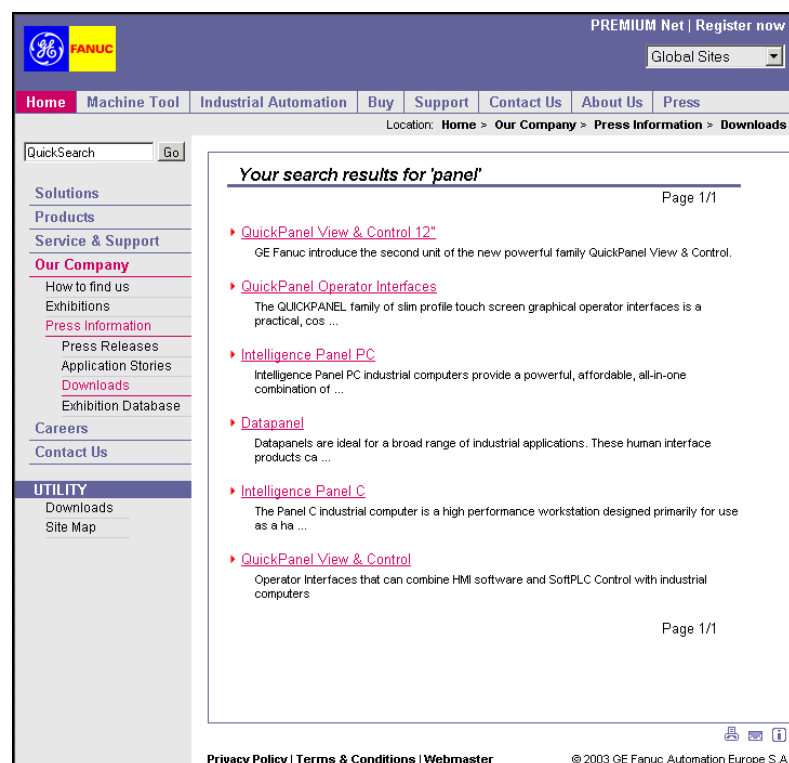 PREMIUM Net | Register now
GE FANUC
Global Sites
Home Machine Tool Industrial Automation Buy Support Contact Us About Us Press
Location: Home > Our Company > Press Information > Downloads
QuickSearch Go
Solutions
Products
Service & Support
Our Company
How to find us
Exhibitions
Press Information
Press Releases
Application Stories
Downloads
Exhibition Database
Careers
Contact Us
UTILITY
Downloads
Site Map
Your search results for 'panel'
Page 1/1
QuickPanel View & Control 12"
GE Fanuc introduce the second unit of the new powerful family QuickPanel View & Control.
QuickPanel Operator Interfaces
The QUICKPANEL family of slim profile touch screen graphical operator interfaces is a
practical, cos ...
Intelligence Panel PC
Intelligence Panel PC industrial computers provide a powerful, affordable, all-in-one
combination of ...
Datapanel
Datapanels are ideal for a broad range of industrial applications. These human interface
products ca ...
Intelligence Panel C
The Panel C industrial computer is a high performance workstation designed primarily for use
as a ha ...
QuickPanel View & Control
Operator Interfaces that can combine HMI software and SoftPLC Control with industrial
computers
Page 1/1
Privacy Policy | Terms & Conditions | Webmaster © 2003 GE Fanuc Automation Europe S.A